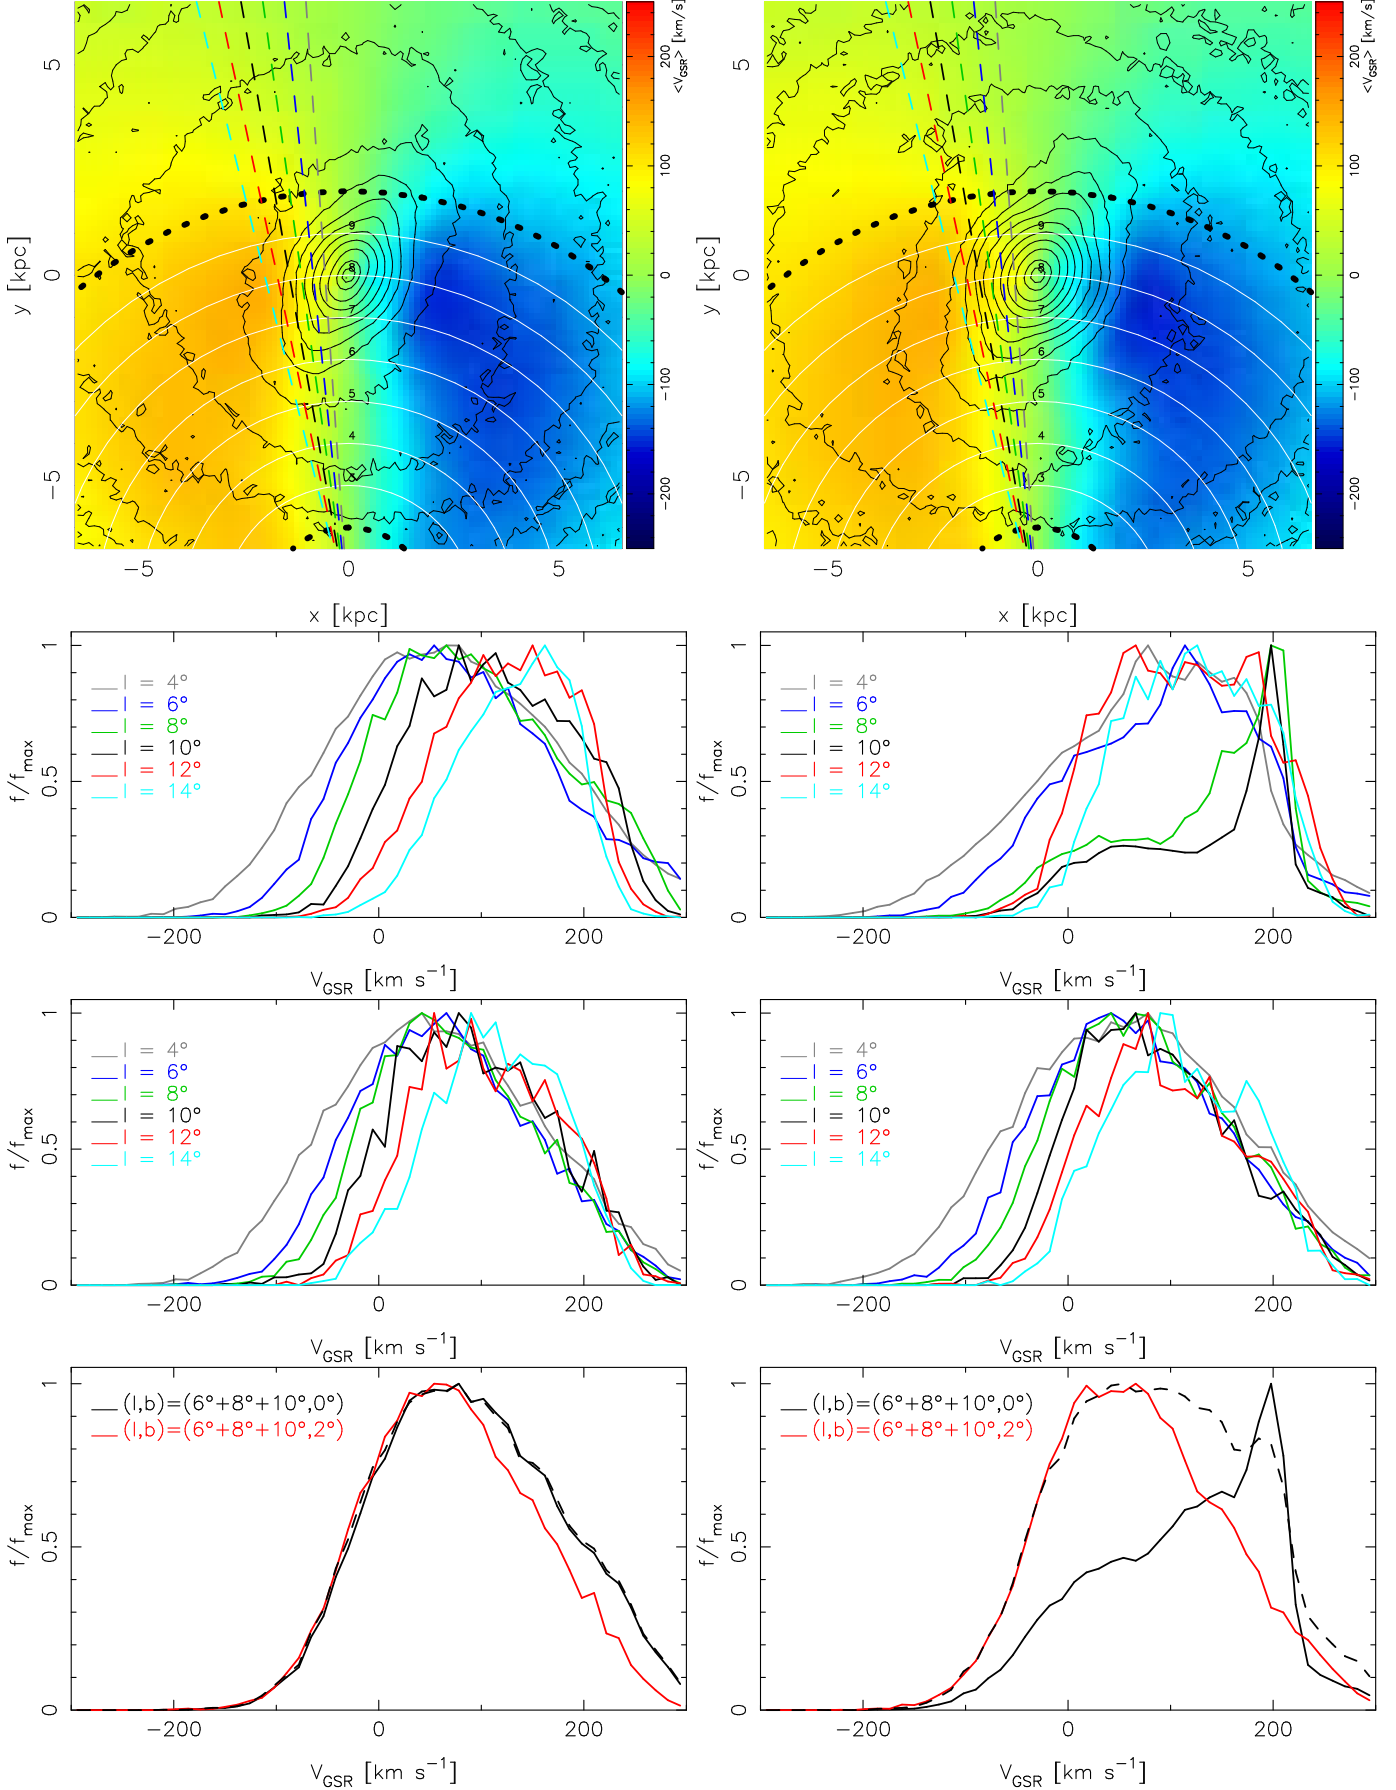 5
0
−5
y [kpc]
9
8
7
6
5
4
3
−5
0
5
x [kpc]
200
100
0
−100
−200
<V_GSR> [km/s]
5
0
−5
y [kpc]
9
8
7
6
5
4
3
−5
0
5
x [kpc]
200
100
0
−100
−200
<V_GSR> [km/s]
1
0.5
0
f/f_max
l = 4°
l = 6°
l = 8°
l = 10°
l = 12°
l = 14°
−200
0
200
V_GSR [km s⁻¹]
1
0.5
0
f/f_max
l = 4°
l = 6°
l = 8°
l = 10°
l = 12°
l = 14°
−200
0
200
V_GSR [km s⁻¹]
1
0.5
0
f/f_max
l = 4°
l = 6°
l = 8°
l = 10°
l = 12°
l = 14°
−200
0
200
V_GSR [km s⁻¹]
1
0.5
0
f/f_max
l = 4°
l = 6°
l = 8°
l = 10°
l = 12°
l = 14°
−200
0
200
V_GSR [km s⁻¹]
1
0.5
0
f/f_max
(l,b)=(6°+8°+10°,0°)
(l,b)=(6°+8°+10°,2°)
−200
0
200
V_GSR [km s⁻¹]
1
0.5
0
f/f_max
(l,b)=(6°+8°+10°,0°)
(l,b)=(6°+8°+10°,2°)
−200
0
200
V_GSR [km s⁻¹]